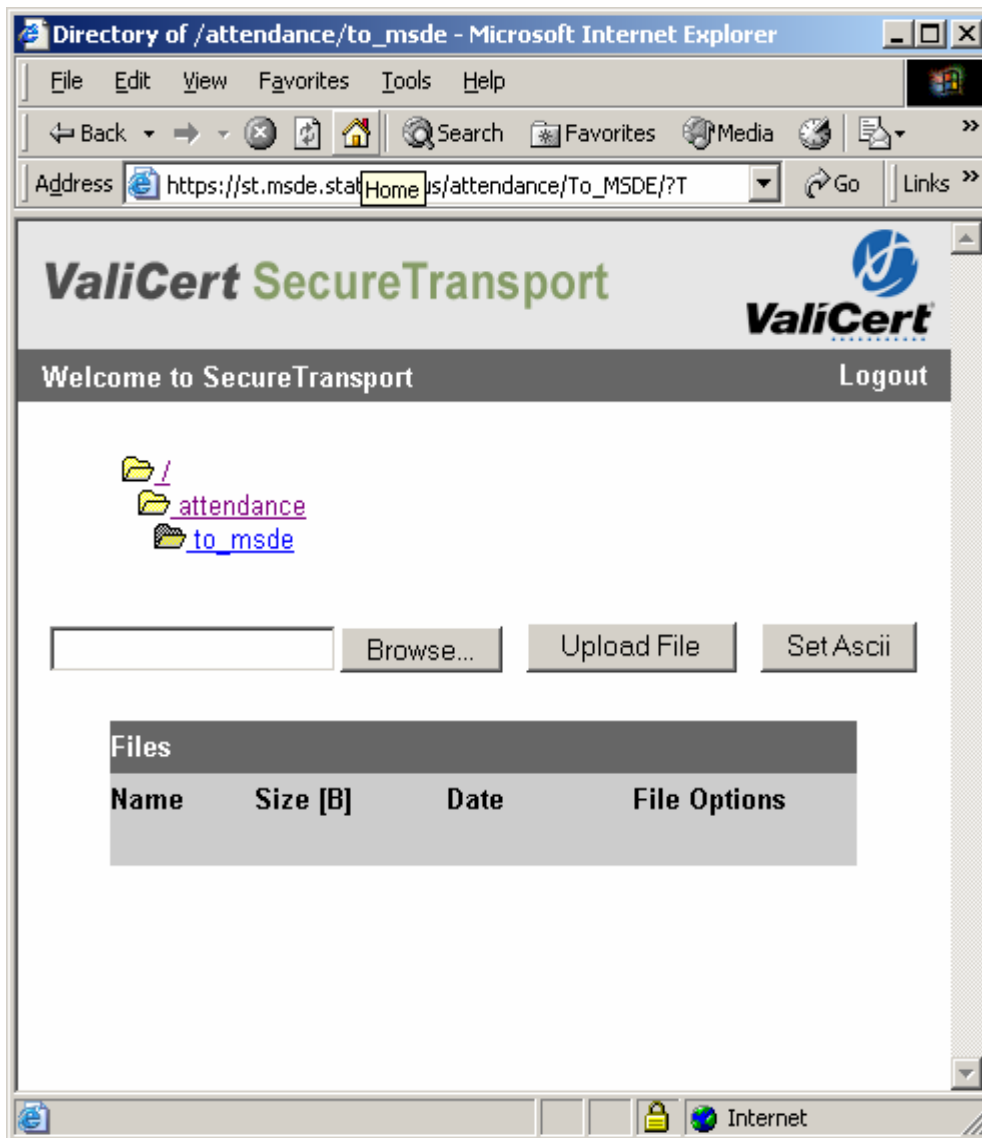 Directory of /attendance/to_msde - Microsoft Internet Explorer
File Edit View Favorites Tools Help
Back Search Favorites Media »
Address https://st.msde.stat Home us/attendance/To_MSDE/?T Go Links »
ValiCert SecureTransport
ValiCert
Welcome to SecureTransport Logout
/
attendance
to_msde
Browse... Upload File Set Ascii
Files
Name Size [B] Date File Options
Internet